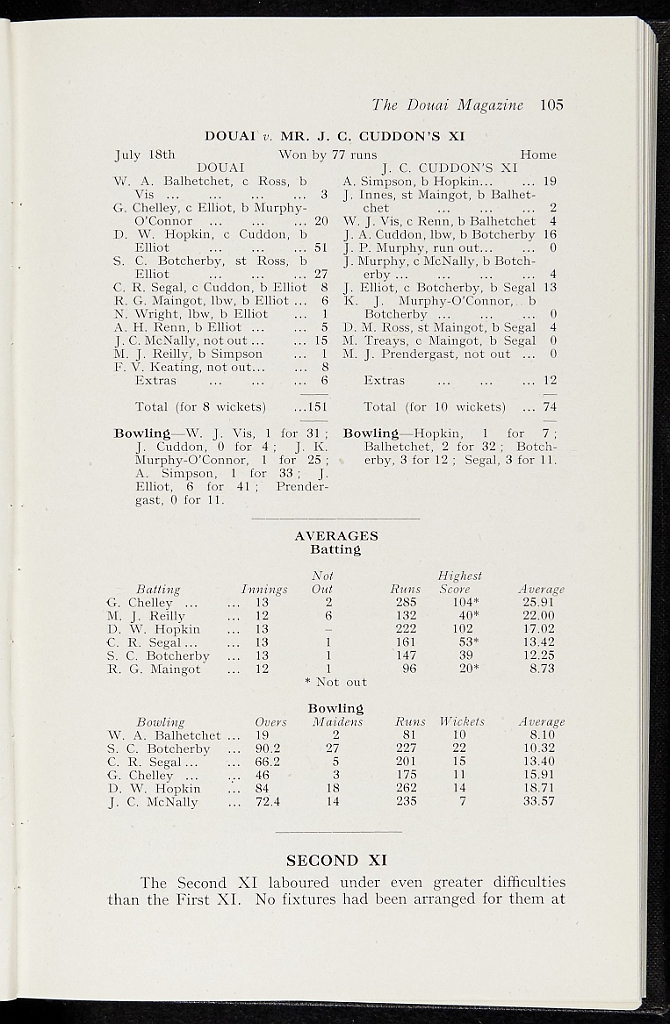 The Douai Magazine 105
DOUAI v. MR. J. C. CUDDON'S XI
July 18th Won by 77 runs Home
DOUAI
W. A. Balhetchet, c Ross, b
Vis ... ... ... ... 3
G. Chelley, c Elliot, b Murphy-
O'Connor ... ... ... 20
D. W. Hopkin, c Cuddon, b
Elliot ... ... ... 51
S. C. Botcherby, st Ross, b
Elliot ... ... ... 27
C. R. Segal, c Cuddon, b Elliot 8
R. G. Maingot, lbw, b Elliot ... 6
N. Wright, lbw, b Elliot ... 1
A. H. Renn, b Elliot ... ... 5
J. C. McNally, not out ... ... 15
M. J. Reilly, b Simpson ... 1
F. V. Keating, not out... ... 8
Extras ... ... ... 6
Total (for 8 wickets) ...151
Bowling—W. J. Vis, 1 for 31 ;
J. Cuddon, 0 for 4 ; J. K.
Murphy-O'Connor, 1 for 25 ;
A. Simpson, 1 for 33 ; J.
Elliot, 6 for 41 ; Prender-
gast, 0 for 11.
J. C. CUDDON'S XI
A. Simpson, b Hopkin... ... 19
J. Innes, st Maingot, b Balhet-
chet ... ... ... 2
W. J. Vis, c Renn, b Balhetchet 4
J. A. Cuddon, lbw, b Botcherby 16
J. P. Murphy, run out... ... 0
J. Murphy, c McNally, b Botch-
erby ... ... ... ... 4
J. Elliot, c Botcherby, b Segal 13
K. J. Murphy-O'Connor, b
Botcherby ... ... ... 0
D. M. Ross, st Maingot, b Segal 4
M. Treays, c Maingot, b Segal 0
M. J. Prendergast, not out ... 0
Extras ... ... ... 12
Total (for 10 wickets) ... 74
Bowling—Hopkin, 1 for 7 ;
Balhetchet, 2 for 32 ; Botch-
erby, 3 for 12 ; Segal, 3 for 11.
AVERAGES
Batting
Not Highest
Batting Innings Out Runs Score Average
G. Chelley ... ... 13 2 285 104* 25.91
M. J. Reilly ... 12 6 132 40* 22.00
D. W. Hopkin ... 13 – 222 102 17.02
C. R. Segal ... ... 13 1 161 53* 13.42
S. C. Botcherby ... 13 1 147 39 12.25
R. G. Maingot ... 12 1 96 20* 8.73
* Not out
Bowling
Bowling Overs Maidens Runs Wickets Average
W. A. Balhetchet ... 19 2 81 10 8.10
S. C. Botcherby ... 90.2 27 227 22 10.32
C. R. Segal ... ... 66.2 5 201 15 13.40
G. Chelley ... ... 46 3 175 11 15.91
D. W. Hopkin ... 84 18 262 14 18.71
J. C. McNally ... 72.4 14 235 7 33.57
SECOND XI
The Second XI laboured under even greater difficulties
than the First XI. No fixtures had been arranged for them at